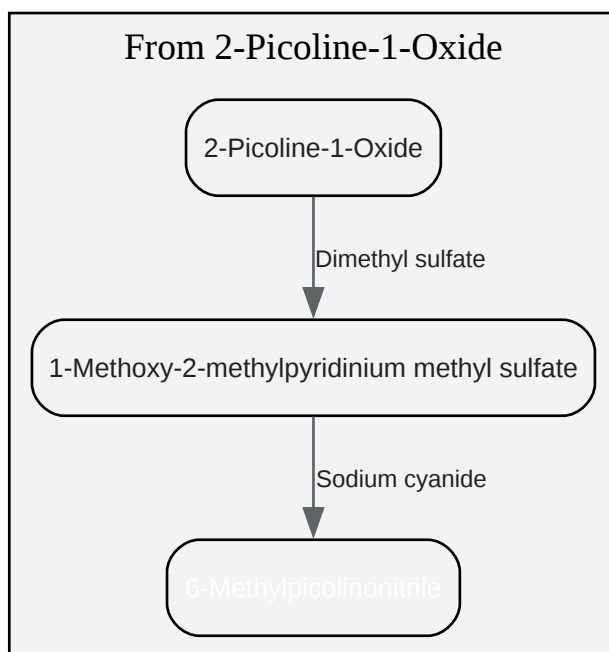 From 2-Picoline-1-Oxide
2-Picoline-1-Oxide
Dimethyl sulfate
1-Methoxy-2-methylpyridinium methyl sulfate
Sodium cyanide
6-Methylpicolinonitrile